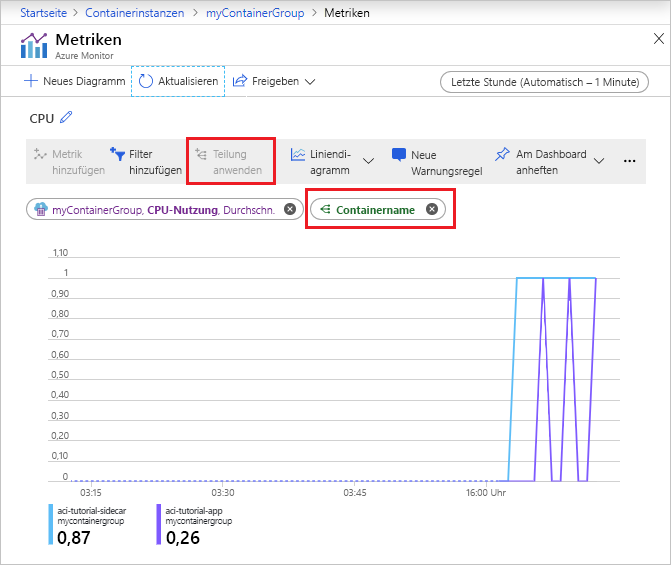 Startseite > Containerinstanzen > myContainerGroup > Metriken
Metriken
Azure Monitor
Neues Diagramm
Aktualisieren
Freigeben
Letzte Stunde (Automatisch – 1 Minute)
CPU
Metrik
hinzufügen
Filter
hinzufügen
Teilung
anwenden
Liniendi-
agramm
Neue
Warnungsregel
Am Dashboard
anheften
myContainerGroup, CPU-Nutzung, Durchschn.
Containername
1,10
1
0,90
0,80
0,70
0,60
0,50
0,40
0,30
0,20
0,10
0
03:15
03:30
03:45
16:00 Uhr
aci-tutorial-sidecar
mycontainergroup
0,87
aci-tutorial-app
mycontainergroup
0,26